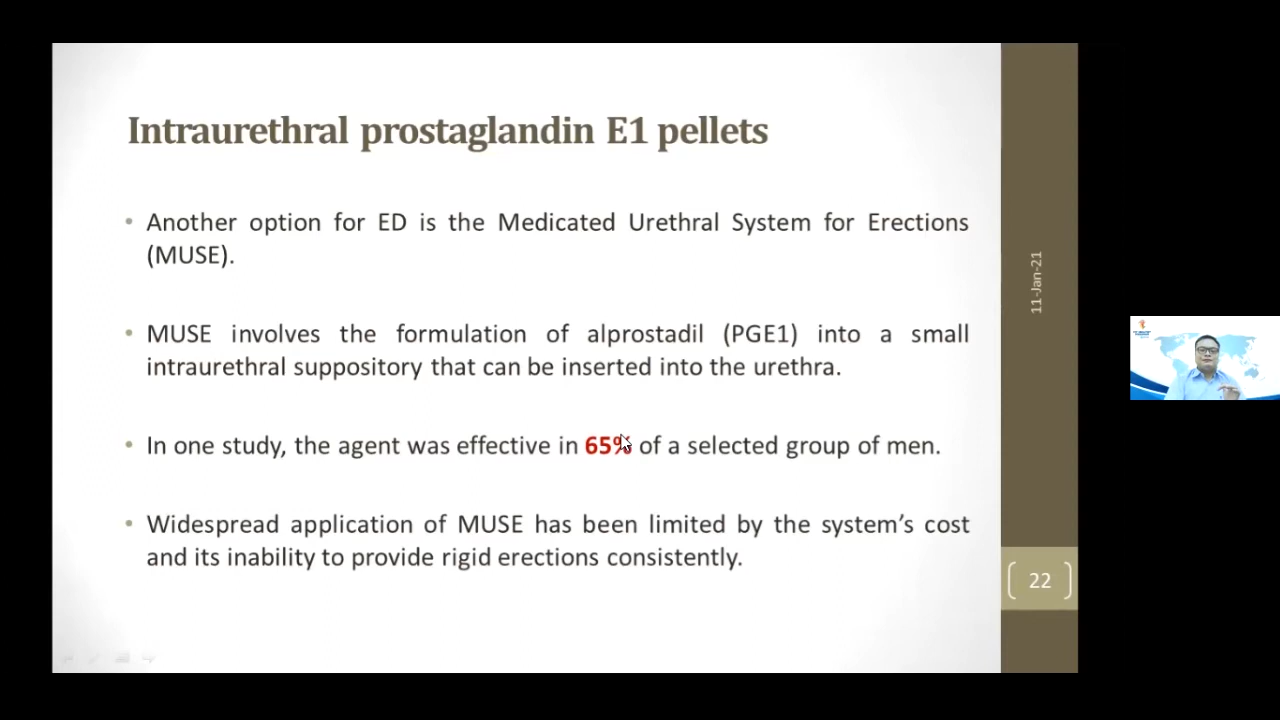 Intraurethral prostaglandin E1 pellets
Another option for ED is the Medicated Urethral System for Erections
(MUSE).
MUSE involves the formulation of alprostadil (PGE1) into a small
intraurethral suppository that can be inserted into the urethra.
In one study, the agent was effective in 65% of a selected group of men.
Widespread application of MUSE has been limited by the system's cost
and its inability to provide rigid erections consistently.
11-Jan-21
22